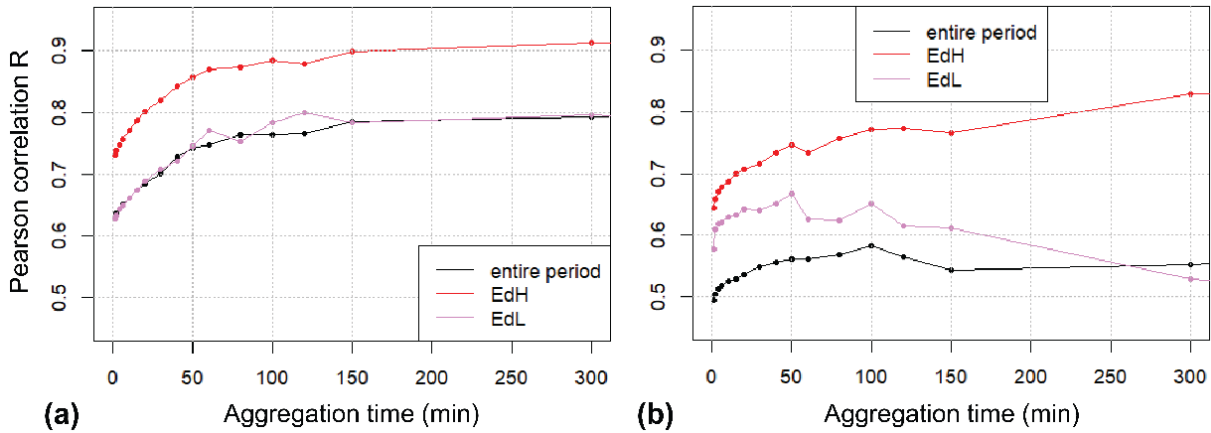 Pearson correlation R
0.9
0.8
0.7
0.6
0.5
entire period
EdH
EdL
0 50 100 150 200 250 300
(a) Aggregation time (min)
entire period
EdH
EdL
0.9
0.8
0.7
0.6
0.5
0 50 100 150 200 250 300
(b) Aggregation time (min)